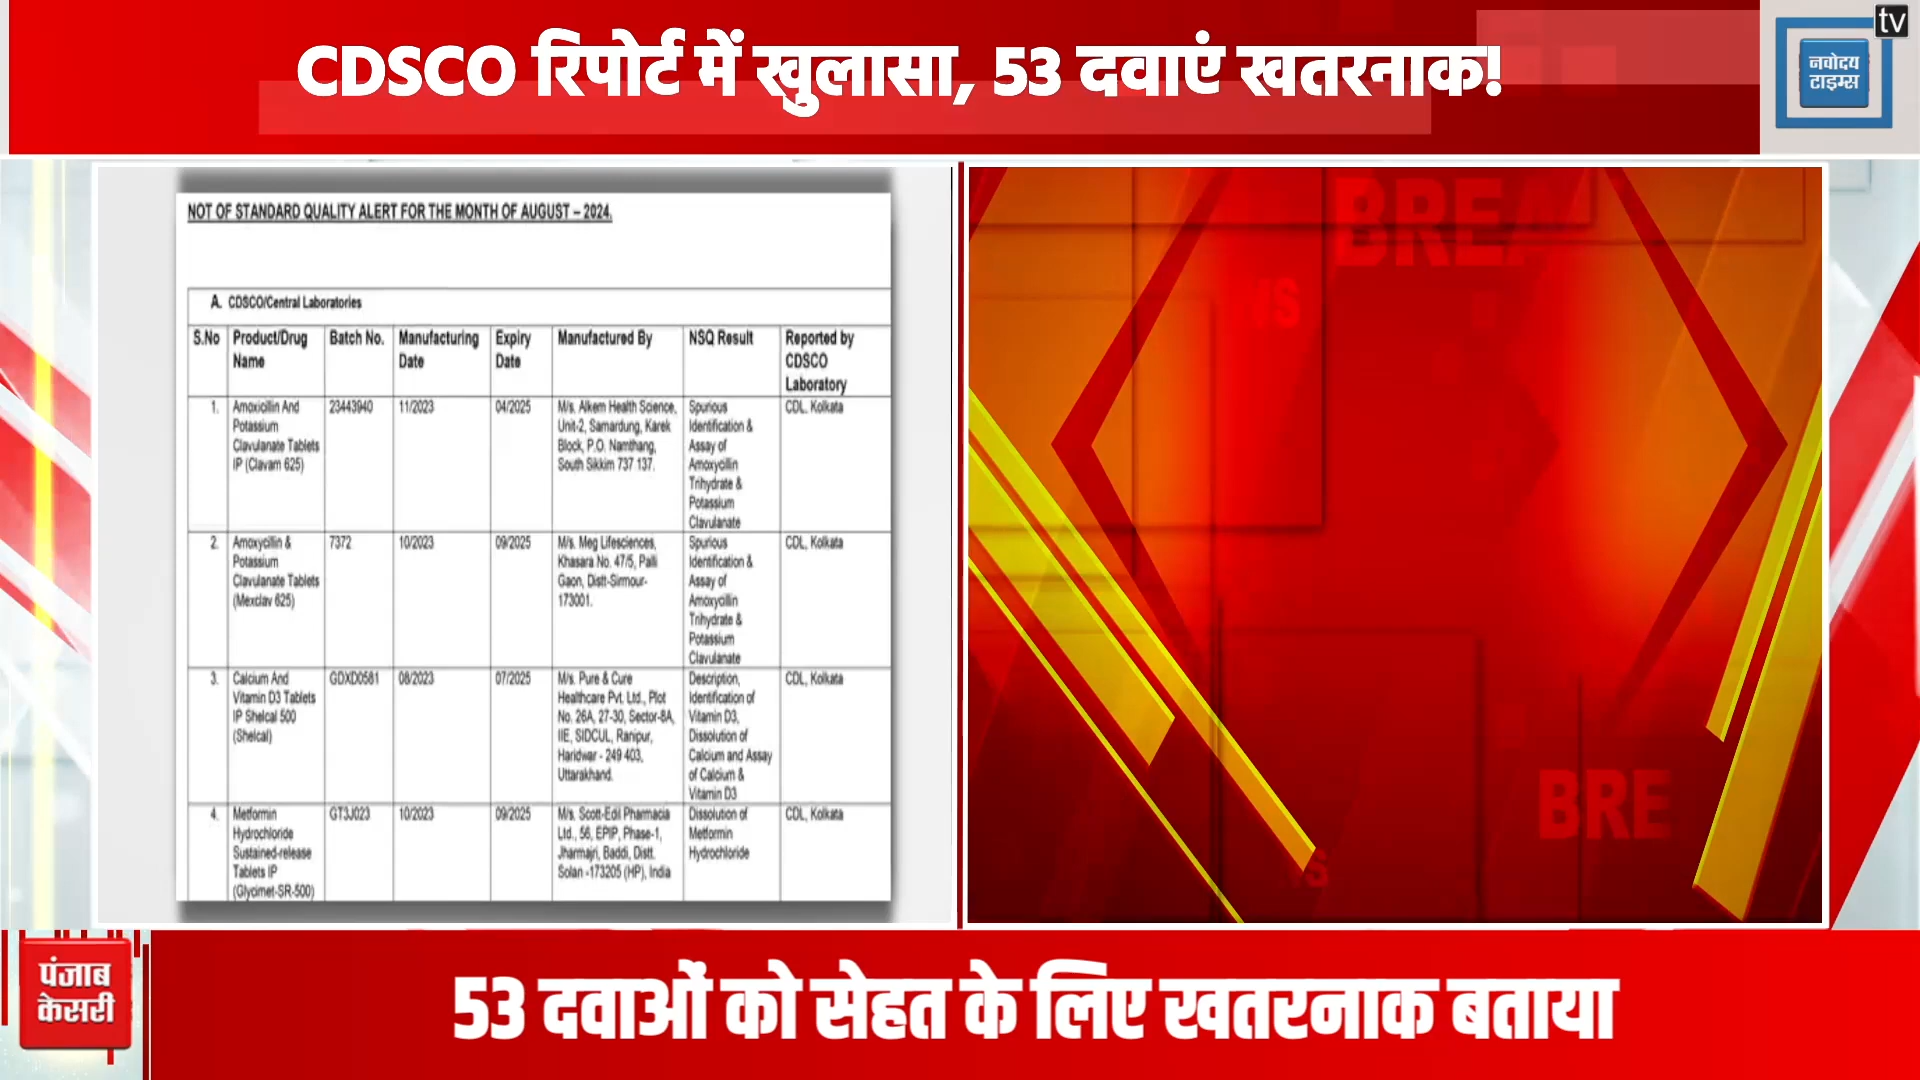 CDSCO रिपोर्ट में खुलासा, 53 दवाएं खतरनाक!
tv
नवोदय
टाइम्स
NOT OF STANDARD QUALITY ALERT FOR THE MONTH OF AUGUST – 2024.
A. CDSCO/Central Laboratories
S.No Product/Drug Name Batch No. Manufacturing Date Expiry Date Manufactured By NSQ Result Reported by CDSCO Laboratory
1. Amoxicillin And Potassium Clavulanate Tablets IP (Clavam 625) 23443940 11/2023 04/2025 M/s. Alkem Health Science, Unit-2, Samardung, Karek Block, P.O. Namthang, South Sikkim 737 137. Spurious Identification & Assay of Amoxycillin Trihydrate & Potassium Clavulanate CDL, Kolkata
2. Amoxycillin & Potassium Clavulanate Tablets (Mexclav 625) 7372 10/2023 09/2025 M/s. Meg Lifesciences, Khasara No. 47/5, Palli Gaon, Distt-Sirmour-173001. Spurious Identification & Assay of Amoxycillin Trihydrate & Potassium Clavulanate CDL, Kolkata
3. Calcium And Vitamin D3 Tablets IP Shelcal 500 (Shelcal) GDXD0581 08/2023 07/2025 M/s. Pure & Cure Healthcare Pvt. Ltd., Plot No. 26A, 27-30, Sector-8A, IIE, SIDCUL, Ranipur, Haridwar - 249 403, Uttarakhand. Description, Identification of Vitamin D3, Dissolution of Calcium and Assay of Calcium & Vitamin D3 CDL, Kolkata
4. Metformin Hydrochloride Sustained-release Tablets IP (Glycimet-SR-500) GT3J023 10/2023 09/2025 M/s. Scott-Edil Pharmacia Ltd., 56, EPIP, Phase-1, Jharmajri, Baddi, Distt. Solan -173205 (HP), India Dissolution of Metformin Hydrochloride CDL, Kolkata
BREA
NS
BRE
पंजाब
केसरी
53 दवाओं को सेहत के लिए खतरनाक बताया